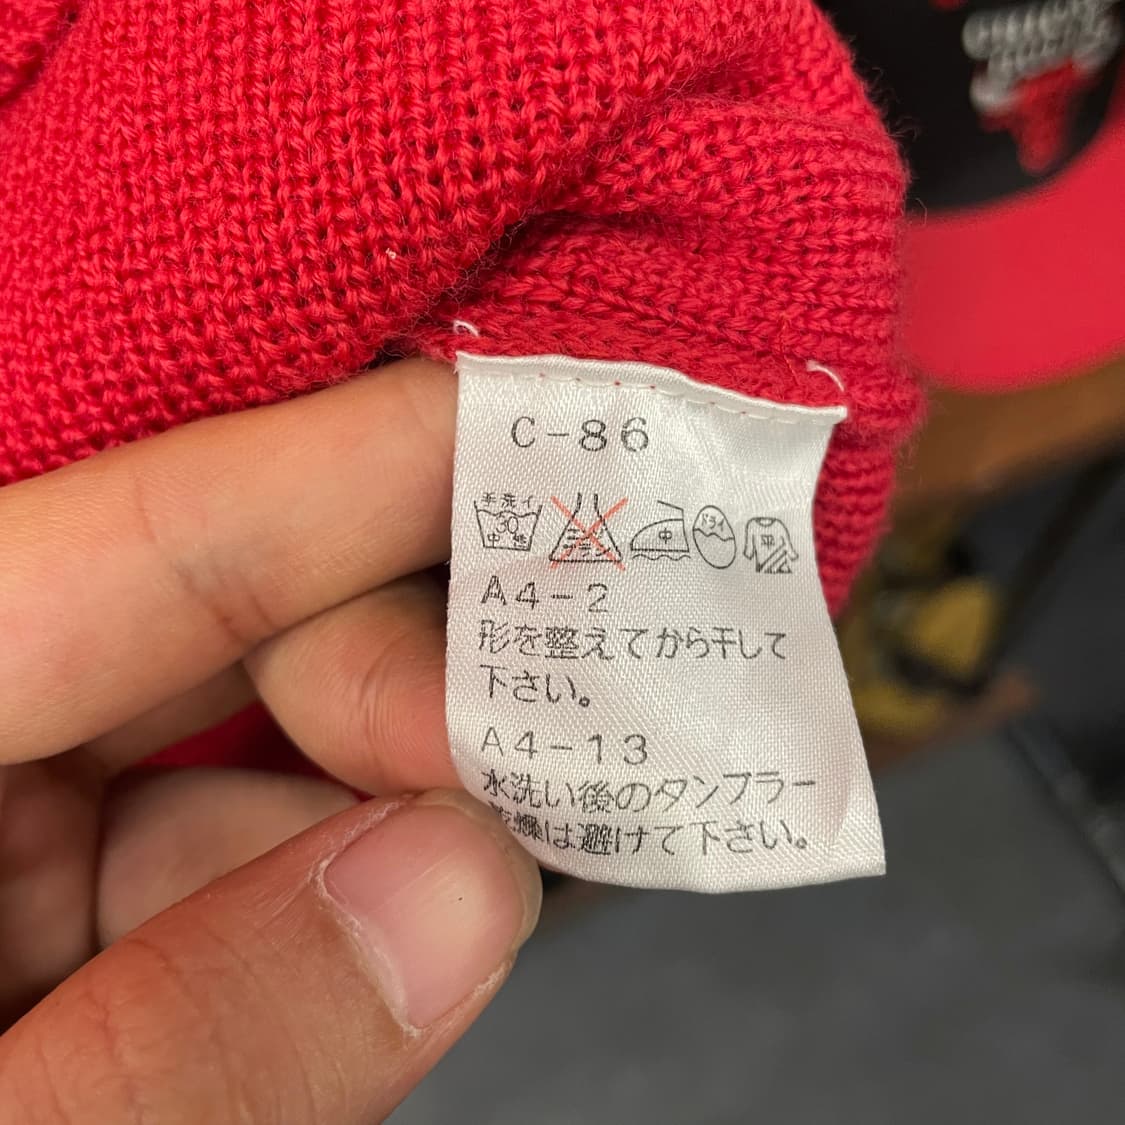 C-86
手洗イ
30
中性
中
ドライ
平
A4-2
形を整えてから干して
下さい。
A4-13
水洗い後のタンブラー
乾燥は避けて下さい。